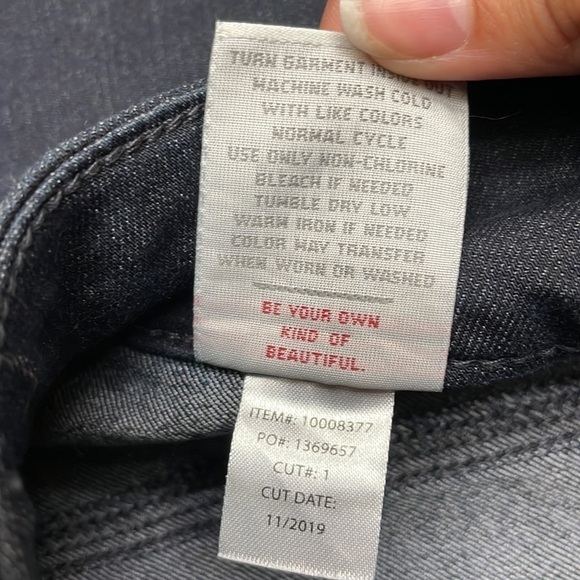 TURN GARMENT INSIDE OUT
MACHINE WASH COLD
WITH LIKE COLORS
NORMAL CYCLE
USE ONLY NON-CHLORINE
BLEACH IF NEEDED
TUMBLE DRY LOW
WARM IRON IF NEEDED
COLOR MAY TRANSFER
WHEN WORN OR WASHED
BE YOUR OWN
KIND OF
BEAUTIFUL.
ITEM#: 10008377
PO#: 1369657
CUT#: 1
CUT DATE:
11/2019